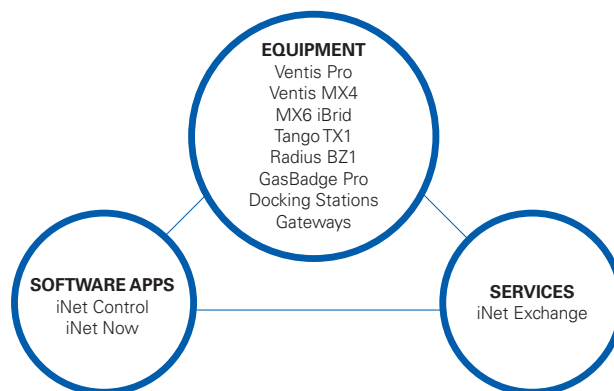 EQUIPMENT
Ventis Pro
Ventis MX4
MX6 iBrid
Tango TX1
Radius BZ1
GasBadge Pro
Docking Stations
Gateways
SOFTWARE APPS
iNet Control
iNet Now
SERVICES
iNet Exchange